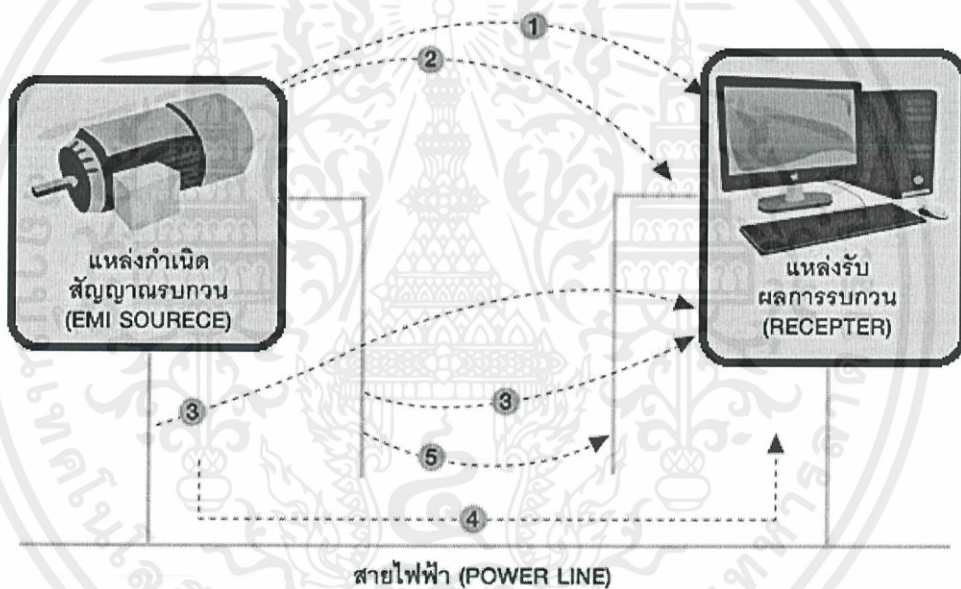 1
2
แหล่งกำเนิด
สัญญาณรบกวน
(EMI SOURECE)
แหล่งรับ
ผลการรบกวน
(RECEPTER)
3
3
5
4
สายไฟฟ้า (POWER LINE)